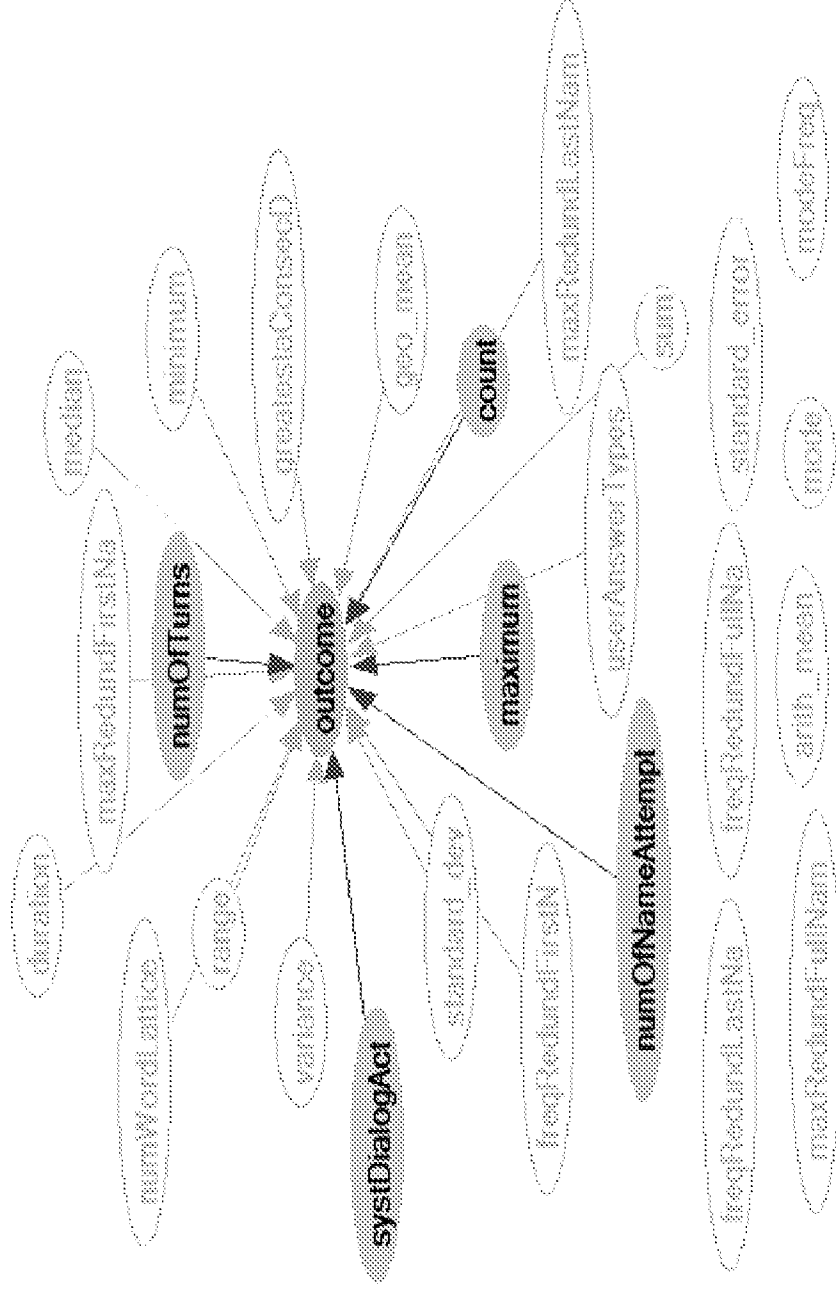 duration
median
maxRedundFirstNa
numWordLattice
minimum
numOfTurns
range
variance
outcome
systDialogAct
geo_mean
standard_dev
count
maximum
freqRedundFirstN
maxRedundLastNam
userAnswerTypes
numOfNameAttempt
sum
freqRedundLastNa
freqRedundFullNa
standard_error
maxRedundFullNam
arith_mean
mode
modeFreq